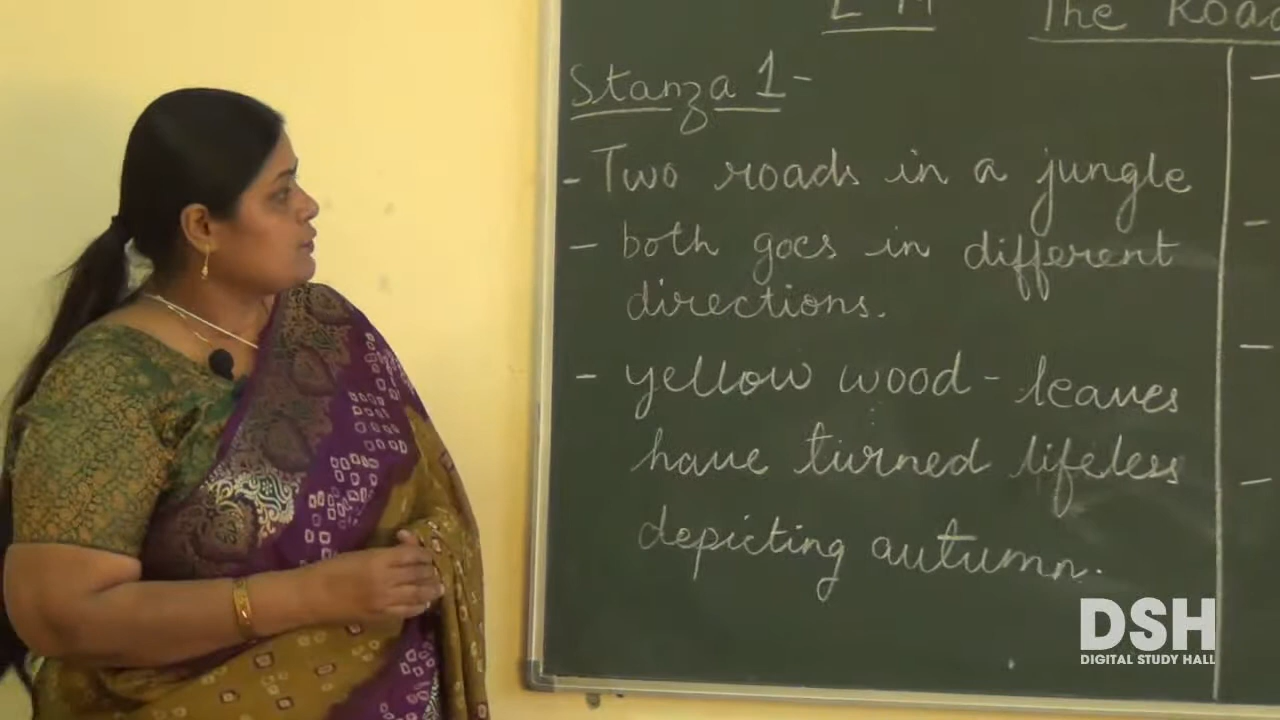 The Road
Stanza 1-
- Two roads in a jungle
- both goes in different
directions.
- yellow wood - leaves
have turned lifeless
depicting autumn.
DSH
DIGITAL STUDY HALL